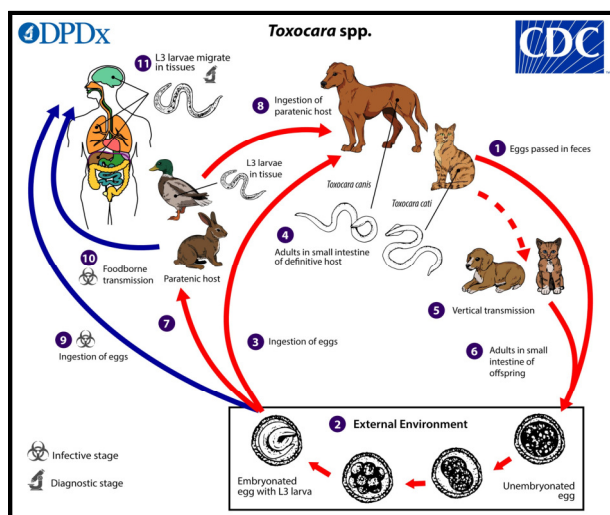 DPDx
Toxocara spp.
CDC
11 L3 larvae migrate
in tissues
8 Ingestion of
paratenic host
1 Eggs passed in feces
L3 larvae
in tissue
Toxocara canis
Toxocara cati
4
Adults in small intestine
of definitive host
10
Foodborne
transmission
Paratenic host
5
Vertical transmission
7
9
Ingestion of eggs
3 Ingestion of eggs
6 Adults in small
intestine of
offspring
2 External Environment
Infective stage
Diagnostic stage
Embryonated
egg with L3 larva
Unembryonated
egg